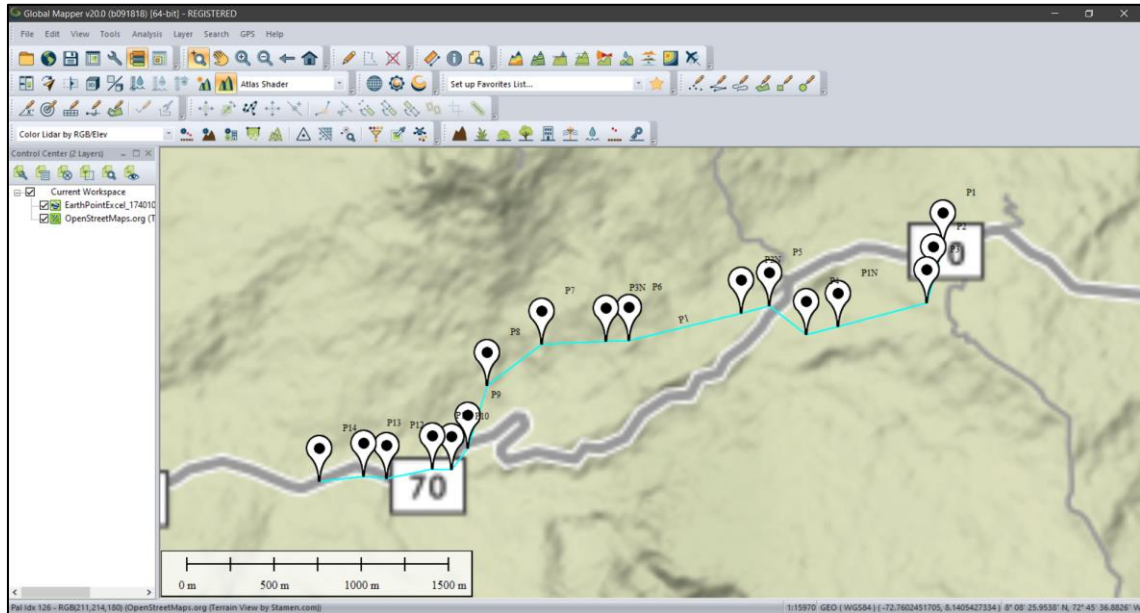 Global Mapper v20.0 (b091818) [64-bit] - REGISTERED
File Edit View Tools Analysis Layer Search GPS Help
Atlas Shader
Set up Favorites List...
Color Lidar by RGB/Elev
Control Center (2 Layers)
Current Workspace
EarthPointExcel_174010
OpenStreetMaps.org (T
P1
P2
P5
P1N
P3N P6
P7
P1
P8
P9
P10
P14
P13
P12
70
0
0 m 500 m 1000 m 1500 m
Pal Idx 126 - RGB(211,214,180) (OpenStreetMaps.org (Terrain View by Stamen.com))
1:15970 GEO ( WGS84 ) ( -72.7602451705, 8.1405427334 ) 8° 08' 25.9538" N, 72° 45' 36.8826" W